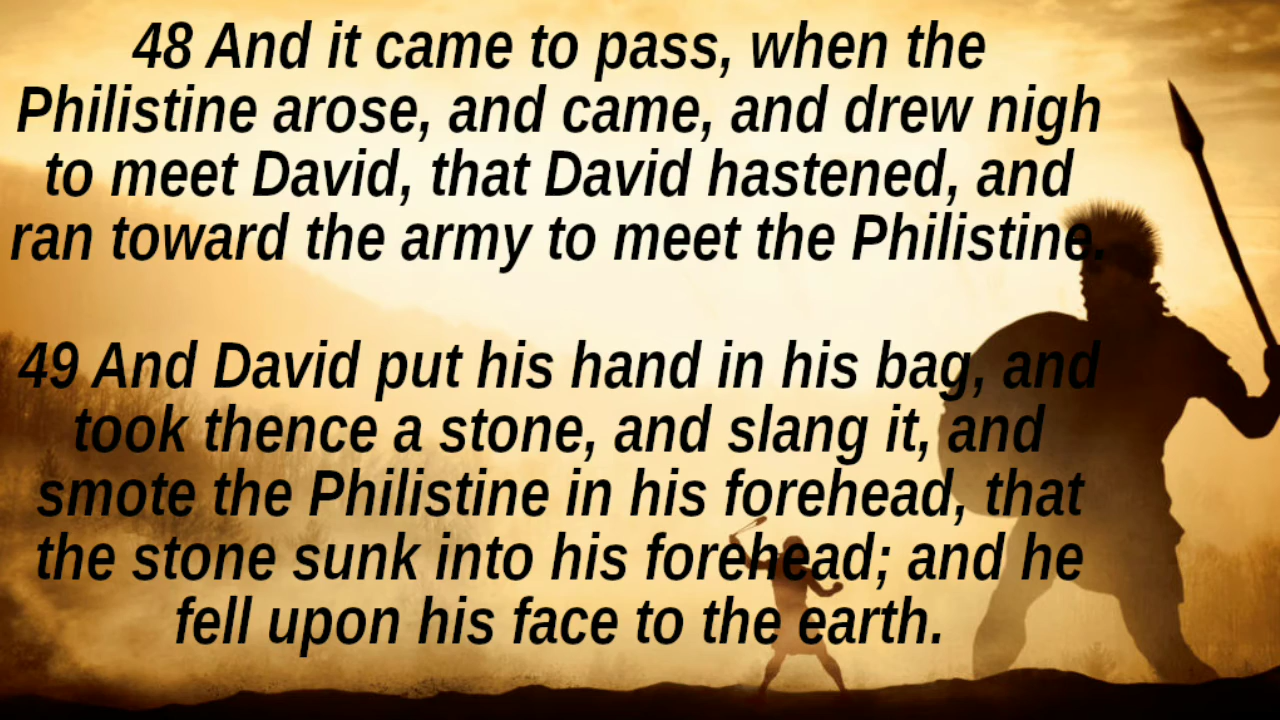 48 And it came to pass, when the
Philistine arose, and came, and drew nigh
to meet David, that David hastened, and
ran toward the army to meet the Philistine.
49 And David put his hand in his bag, and
took thence a stone, and slang it, and
smote the Philistine in his forehead, that
the stone sunk into his forehead; and he
fell upon his face to the earth.